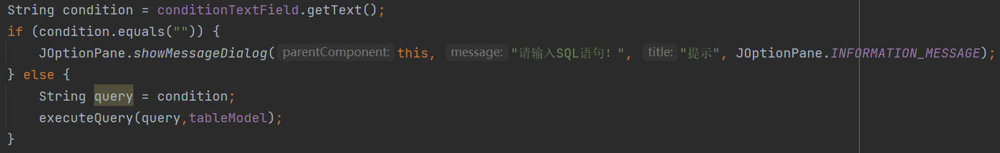 String condition = conditionTextField.getText();
if (condition.equals("")) {
    JOptionPane.showMessageDialog( parentComponent: this, message: "请输入SQL语句！", title: "提示", JOptionPane.INFORMATION_MESSAGE);
} else {
    String query = condition;
    executeQuery(query,tableModel);
}